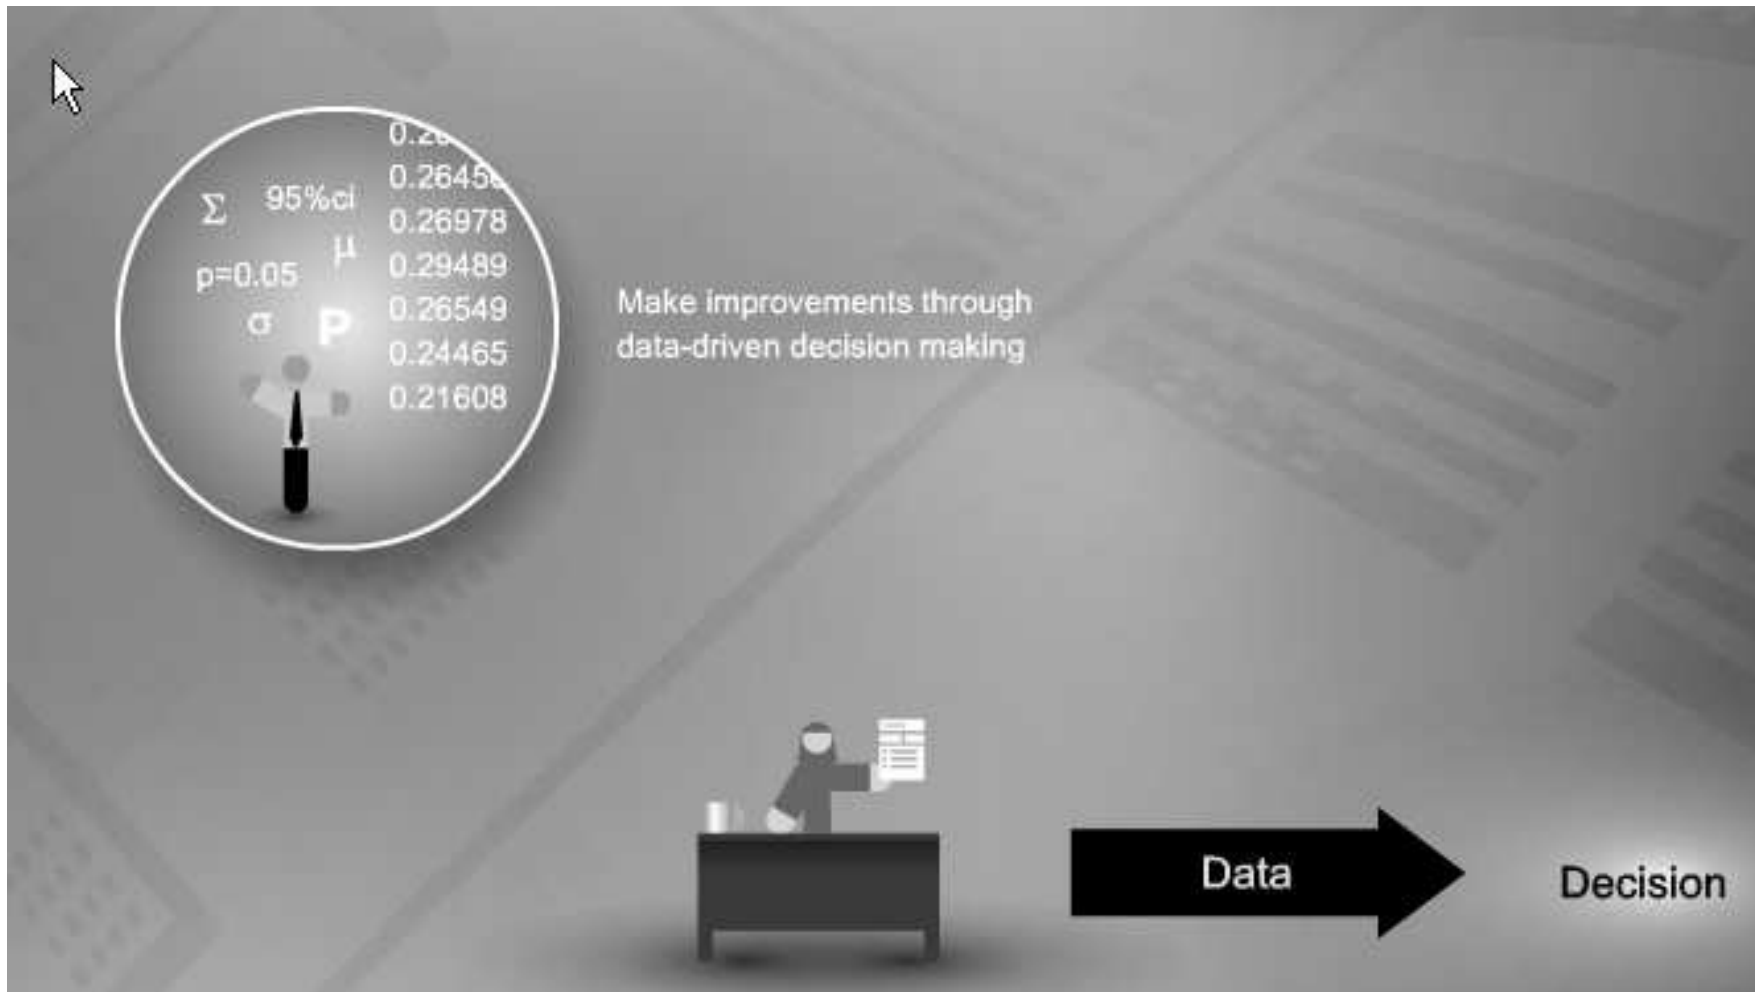 Σ 95%ci
μ
p=0.05
σ P
0.26978
0.29489
0.26549
0.24465
0.21608
Make improvements through
data-driven decision making
Data
Decision